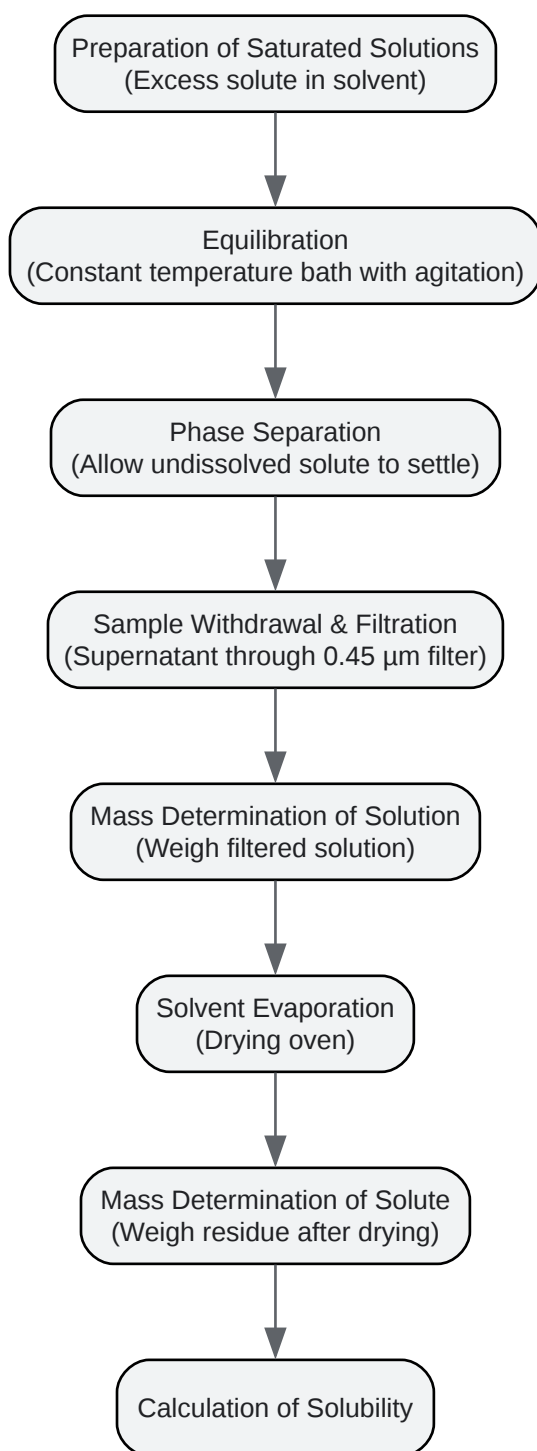 Preparation of Saturated Solutions
(Excess solute in solvent)
Equilibration
(Constant temperature bath with agitation)
Phase Separation
(Allow undissolved solute to settle)
Sample Withdrawal & Filtration
(Supernatant through 0.45 µm filter)
Mass Determination of Solution
(Weigh filtered solution)
Solvent Evaporation
(Drying oven)
Mass Determination of Solute
(Weigh residue after drying)
Calculation of Solubility